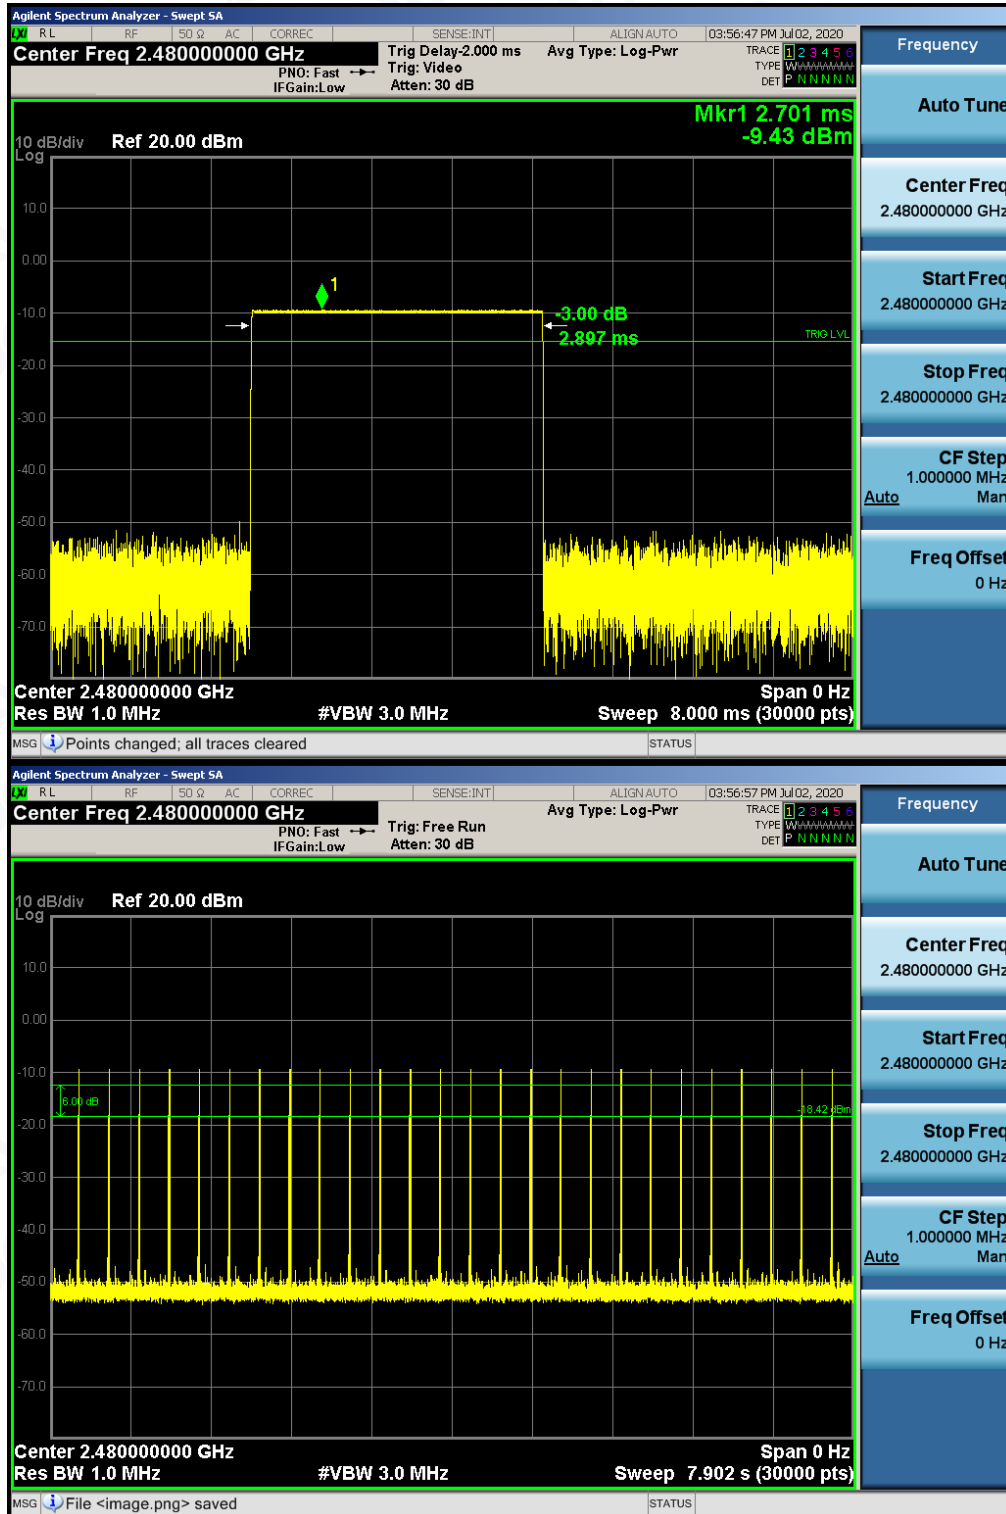 Agilent Spectrum Analyzer - Swept SA
LXI RL RF 50 Ω AC CORREC SENSE:INT ALIGN AUTO 03:56:47 PM Jul 02, 2020
Center Freq 2.480000000 GHz
PNO: Fast
IFGain:Low
Trig Delay-2.000 ms
Trig: Video
Atten: 30 dB
Avg Type: Log-Pwr
TRACE 1 2 3 4 5 6
TYPE WWWWWW
DET P N N N N N
Mkr1 2.701 ms
-9.43 dBm
10 dB/div Ref 20.00 dBm
Log
10.0
0.00
1
-10.0
-3.00 dB
2.897 ms
TRIG LVL
-20.0
-30.0
-40.0
-50.0
-60.0
-70.0
Center 2.480000000 GHz Span 0 Hz
Res BW 1.0 MHz #VBW 3.0 MHz Sweep 8.000 ms (30000 pts)
MSG Points changed; all traces cleared STATUS
Frequency
Auto Tune
Center Freq
2.480000000 GHz
Start Freq
2.480000000 GHz
Stop Freq
2.480000000 GHz
CF Step
1.000000 MHz
Auto Man
Freq Offset
0 Hz
Agilent Spectrum Analyzer - Swept SA
LXI RL RF 50 Ω AC CORREC SENSE:INT ALIGN AUTO 03:56:57 PM Jul 02, 2020
Center Freq 2.480000000 GHz
PNO: Fast
IFGain:Low
Trig: Free Run
Atten: 30 dB
Avg Type: Log-Pwr
TRACE 1 2 3 4 5 6
TYPE WWWWWW
DET P N N N N N
10 dB/div Ref 20.00 dBm
Log
10.0
0.00
-10.0
6.00 dB
-18.42 dBm
-20.0
-30.0
-40.0
-50.0
-60.0
-70.0
Center 2.480000000 GHz Span 0 Hz
Res BW 1.0 MHz #VBW 3.0 MHz Sweep 7.902 s (30000 pts)
MSG File <image.png> saved STATUS
Frequency
Auto Tune
Center Freq
2.480000000 GHz
Start Freq
2.480000000 GHz
Stop Freq
2.480000000 GHz
CF Step
1.000000 MHz
Auto Man
Freq Offset
0 Hz